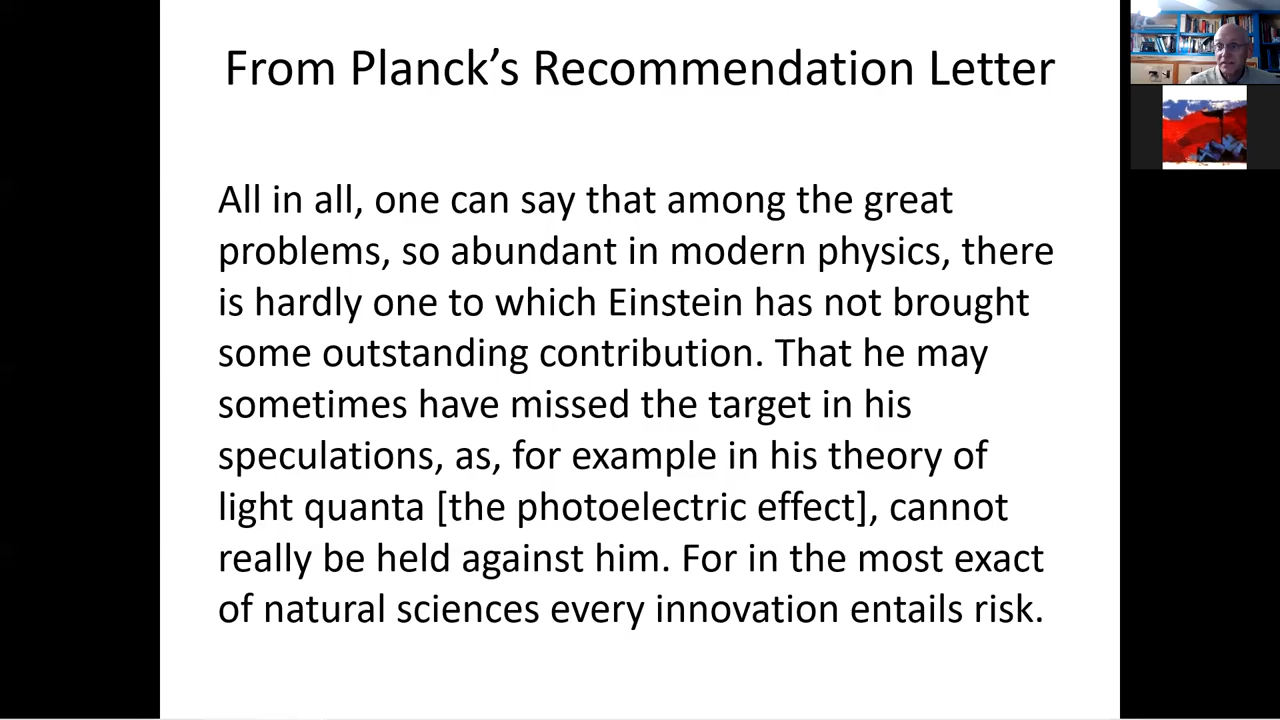 From Planck’s Recommendation Letter
All in all, one can say that among the great
problems, so abundant in modern physics, there
is hardly one to which Einstein has not brought
some outstanding contribution. That he may
sometimes have missed the target in his
speculations, as, for example in his theory of
light quanta [the photoelectric effect], cannot
really be held against him. For in the most exact
of natural sciences every innovation entails risk.